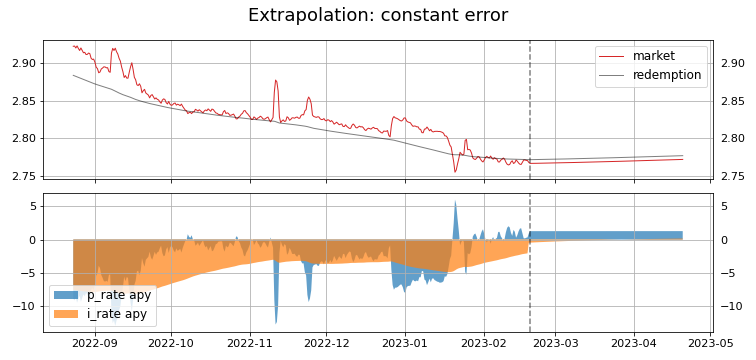 Extrapolation: constant error
2.90
2.85
2.80
2.75
market
redemption
2.90
2.85
2.80
2.75
5
0
−5
−10
p_rate apy
i_rate apy
5
0
−5
−10
2022-09 2022-10 2022-11 2022-12 2023-01 2023-02 2023-03 2023-04 2023-05